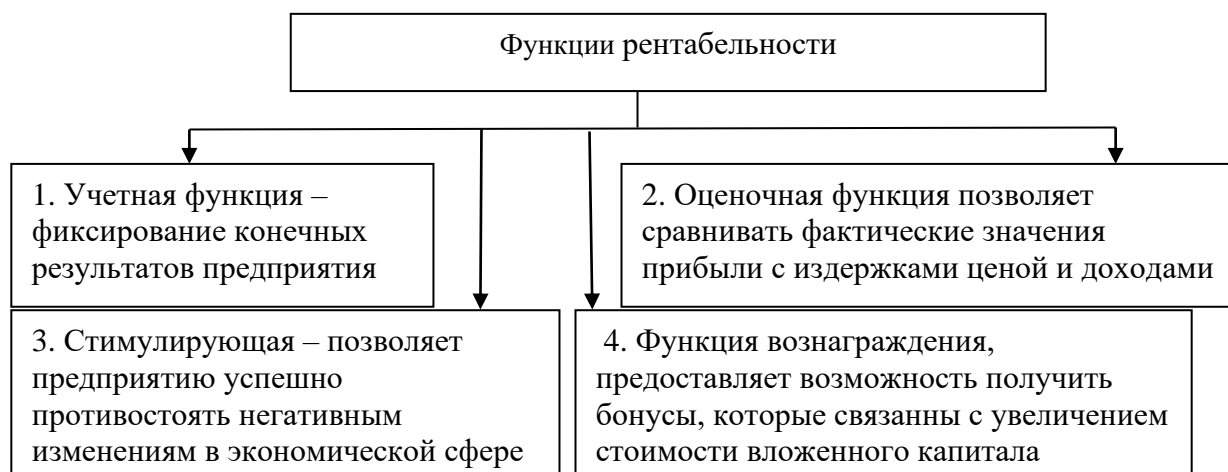 Функции рентабельности
1. Учетная функция –
фиксирование конечных
результатов предприятия
2. Оценочная функция позволяет
сравнивать фактические значения
прибыли с издержками ценой и доходами
3. Стимулирующая – позволяет
предприятию успешно
противостоять негативным
изменениям в экономической сфере
4. Функция вознаграждения,
предоставляет возможность получить
бонусы, которые связанны с увеличением
стоимости вложенного капитала